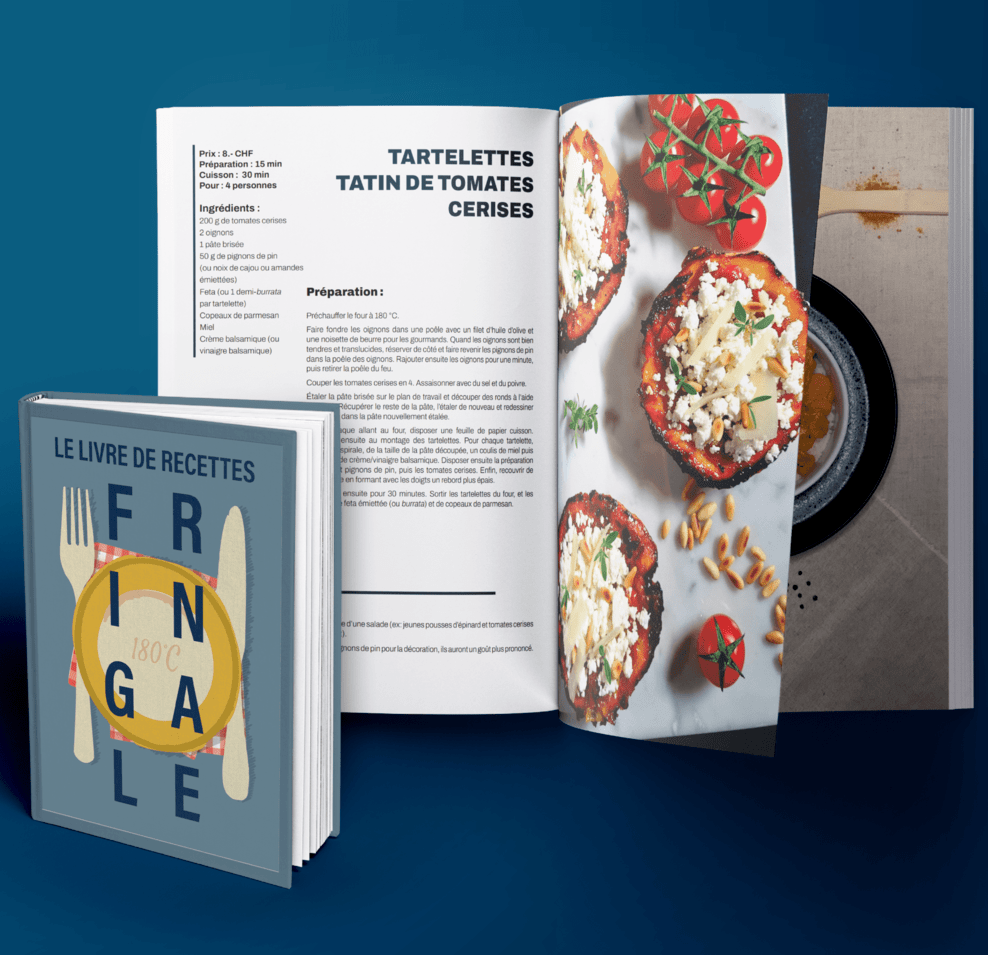 Prix : 8.- CHF
Préparation : 15 min
Cuisson : 30 min
Pour : 4 personnes
Ingrédients :
200 g de tomates cerises
2 oignons
1 pâte brisée
50 g de pignons de pin
(ou noix de cajou ou amandes
émiettées)
Feta (ou 1 demi-burrata
par tartelette)
Copeaux de parmesan
Miel
Crème balsamique (ou
vinaigre balsamique)
TARTELETTES
TATIN DE TOMATES
CERISES
Préparation :
Préchauffer le four à 180 °C.
Faire fondre les oignons dans une poêle avec un filet d'huile d'olive et
une noisette de beurre pour les gourmands. Quand les oignons sont bien
tendres et translucides, réserver de côté et faire revenir les pignons de pin
dans la poêle des oignons. Rajouter ensuite les oignons pour une minute,
puis retirer la poêle du feu.
Couper les tomates cerises en 4. Assaisonner avec du sel et du poivre.
Étaler la pâte brisée sur le plan de travail et découper des ronds à l'aide
Récupérer le reste de la pâte, l'étaler de nouveau et redessiner
dans la pâte nouvellement étalée.
allant au four, disposer une feuille de papier cuisson.
ensuite au montage des tartelettes. Pour chaque tartelette,
de la taille de la pâte découpée, un coulis de miel puis
de crème/vinaigre balsamique. Disposer ensuite la préparation
pignons de pin, puis les tomates cerises. Enfin, recouvrir de
en formant avec les doigts un rebord plus épais.
ensuite pour 30 minutes. Sortir les tartelettes du four, et les
feta émiettée (ou burrata) et de copeaux de parmesan.
d'une salade (ex: jeunes pousses d'épinard et tomates cerises
).
de pin pour la décoration, ils auront un goût plus prononcé.
LE LIVRE DE RECETTES
F R
I N
180°C
G A
L E